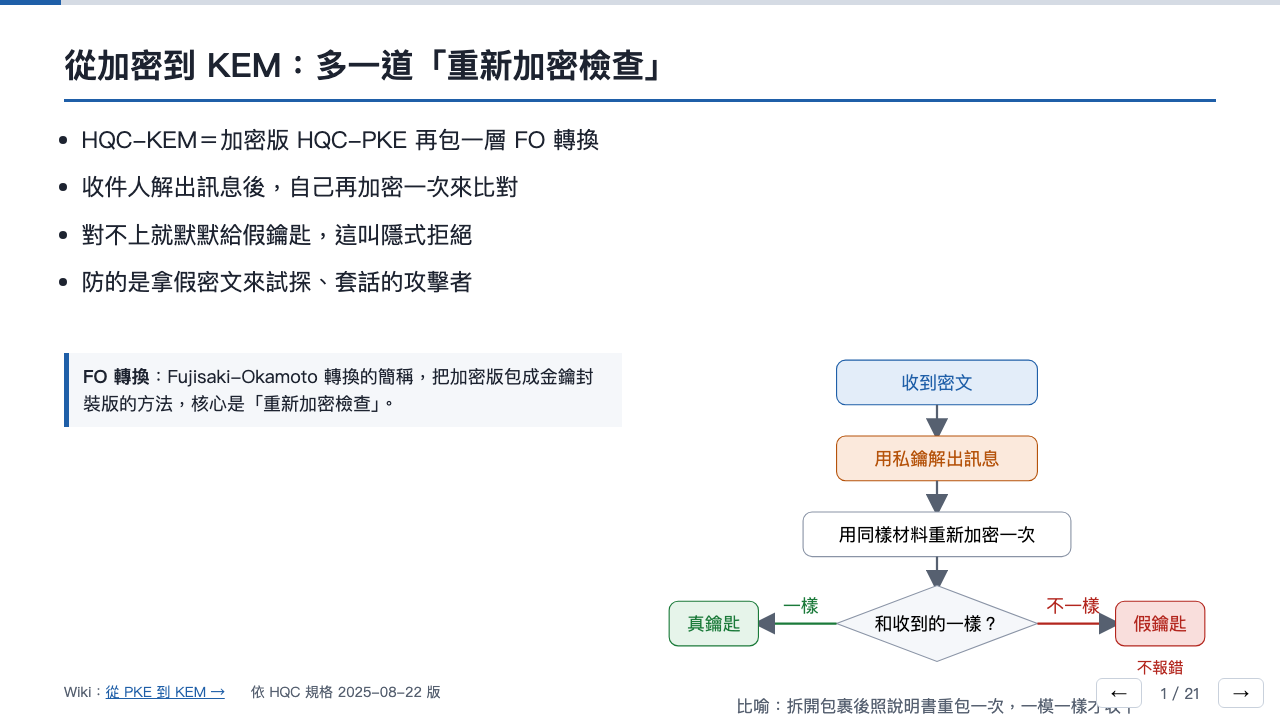 從加密到 KEM：多一道「重新加密檢查」
• HQC-KEM＝加密版 HQC-PKE 再包一層 FO 轉換
• 收件人解出訊息後，自己再加密一次來比對
• 對不上就默默給假鑰匙，這叫隱式拒絕
• 防的是拿假密文來試探、套話的攻擊者
FO 轉換：Fujisaki-Okamoto 轉換的簡稱，把加密版包成金鑰封
裝版的方法，核心是「重新加密檢查」。
收到密文
用私鑰解出訊息
用同樣材料重新加密一次
和收到的一樣？
一樣
不一樣
真鑰匙
假鑰匙
不報錯
比喻：拆開包裹後照說明書重包一次，一模一樣才收下
Wiki：從 PKE 到 KEM →
依 HQC 規格 2025-08-22 版
← 1 / 21 →